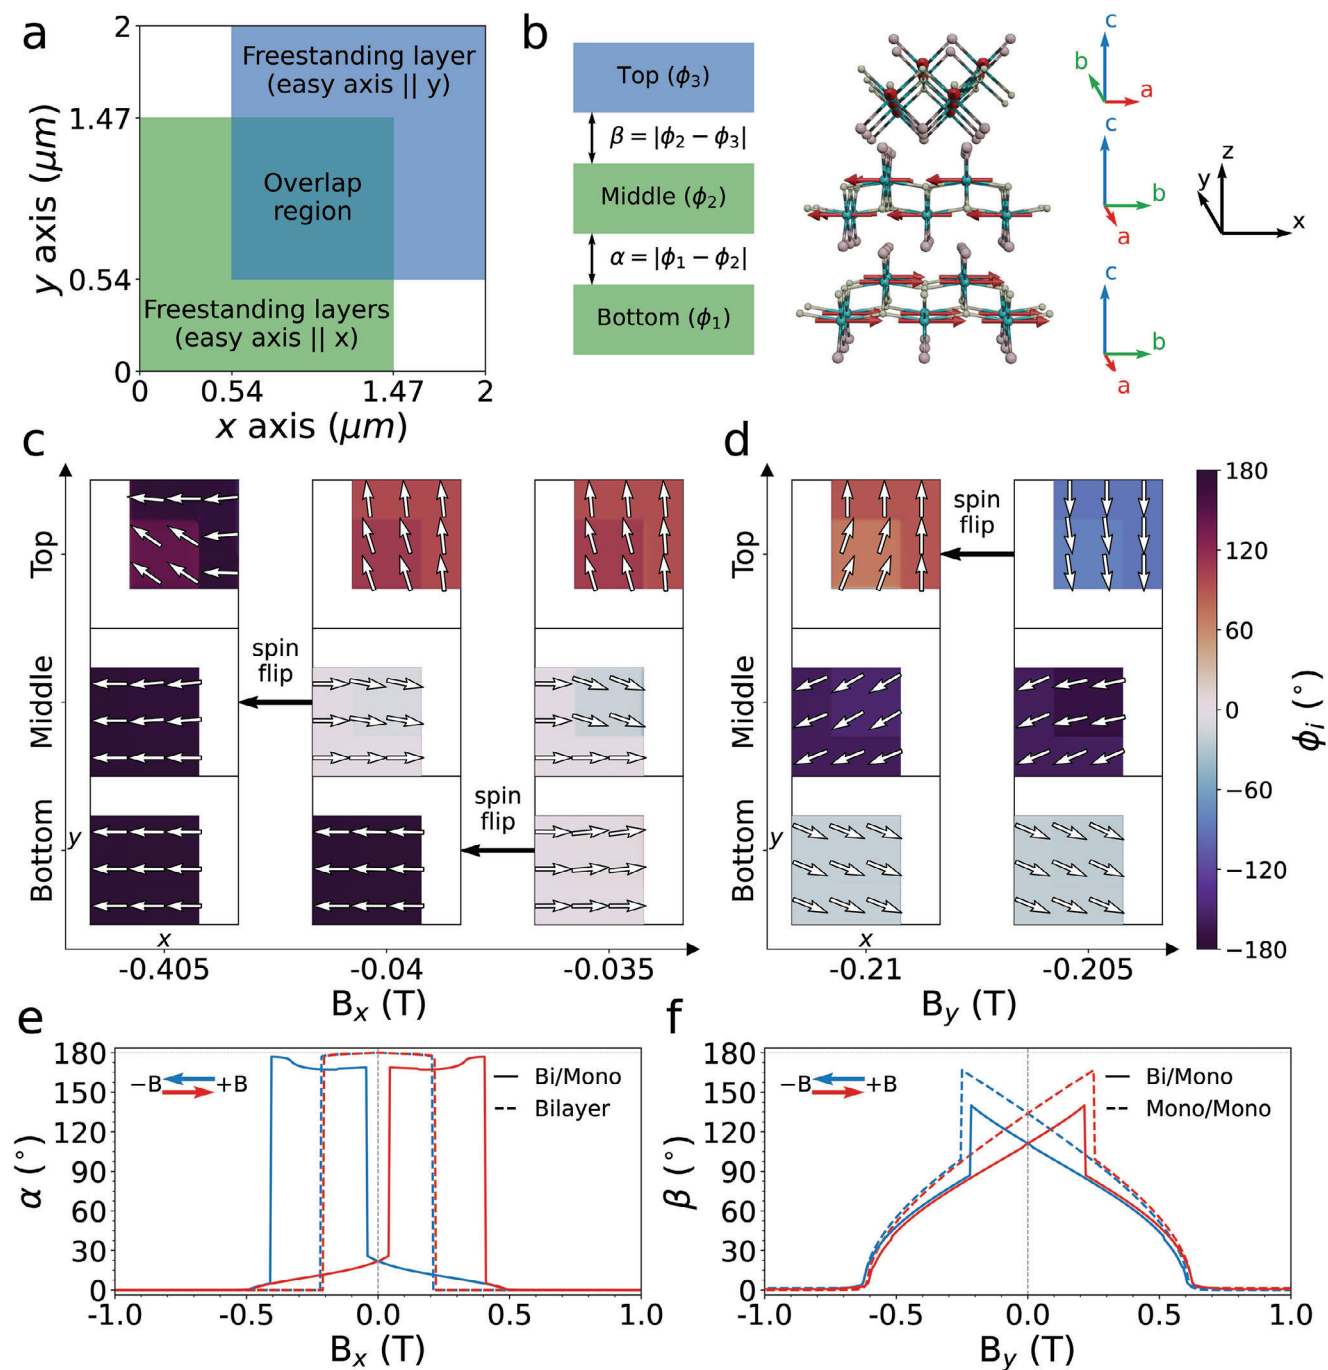 a
2
1.47
0.54
0
y axis (μm)
Freestanding layer
(easy axis || y)
Overlap
region
Freestanding layers
(easy axis || x)
0
0.54
1.47
2
x axis (μm)
b
Top (ϕ3)
β = |ϕ2 − ϕ3|
Middle (ϕ2)
α = |ϕ1 − ϕ2|
Bottom (ϕ1)
c
b
a
c
b
a
c
b
a
z
y
x
c
Top
Middle
Bottom
spin
flip
spin
flip
y
x
-0.405
-0.04
-0.035
Bx (T)
d
spin
flip
y
x
-0.21
-0.205
By (T)
180
120
60
0
−60
−120
−180
ϕi (°)
e
180
150
120
90
60
30
0
α (°)
−B
+B
Bi/Mono
Bilayer
-1.0
-0.5
0.0
0.5
1.0
Bx (T)
f
180
150
120
90
60
30
0
β (°)
−B
+B
Bi/Mono
Mono/Mono
-1.0
-0.5
0.0
0.5
1.0
By (T)